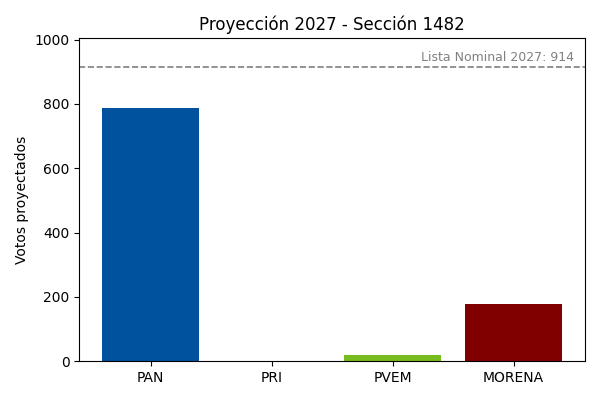 Proyección 2027 - Sección 1482
Votos proyectados
1000
800
600
400
200
0
Lista Nominal 2027: 914
PAN PRI PVEM MORENA